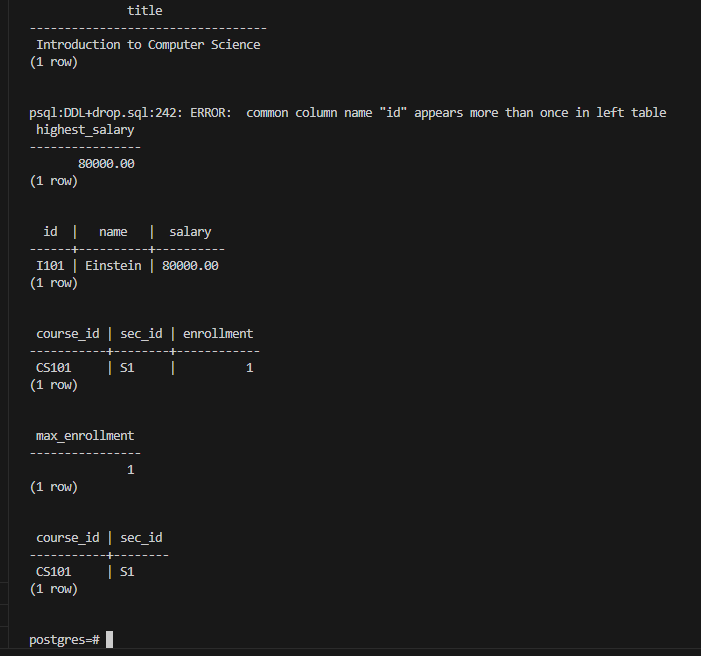 title
----------------------------------
 Introduction to Computer Science
(1 row)

psql:DDL+drop.sql:242: ERROR:  common column name "id" appears more than once in left table
 highest_salary
----------------
       80000.00
(1 row)

  id  |   name   |  salary
------+----------+----------
 I101 | Einstein | 80000.00
(1 row)

 course_id | sec_id | enrollment
-----------+--------+------------
 CS101     | S1     |          1
(1 row)

 max_enrollment
----------------
              1
(1 row)

 course_id | sec_id
-----------+--------
 CS101     | S1
(1 row)

postgres=#